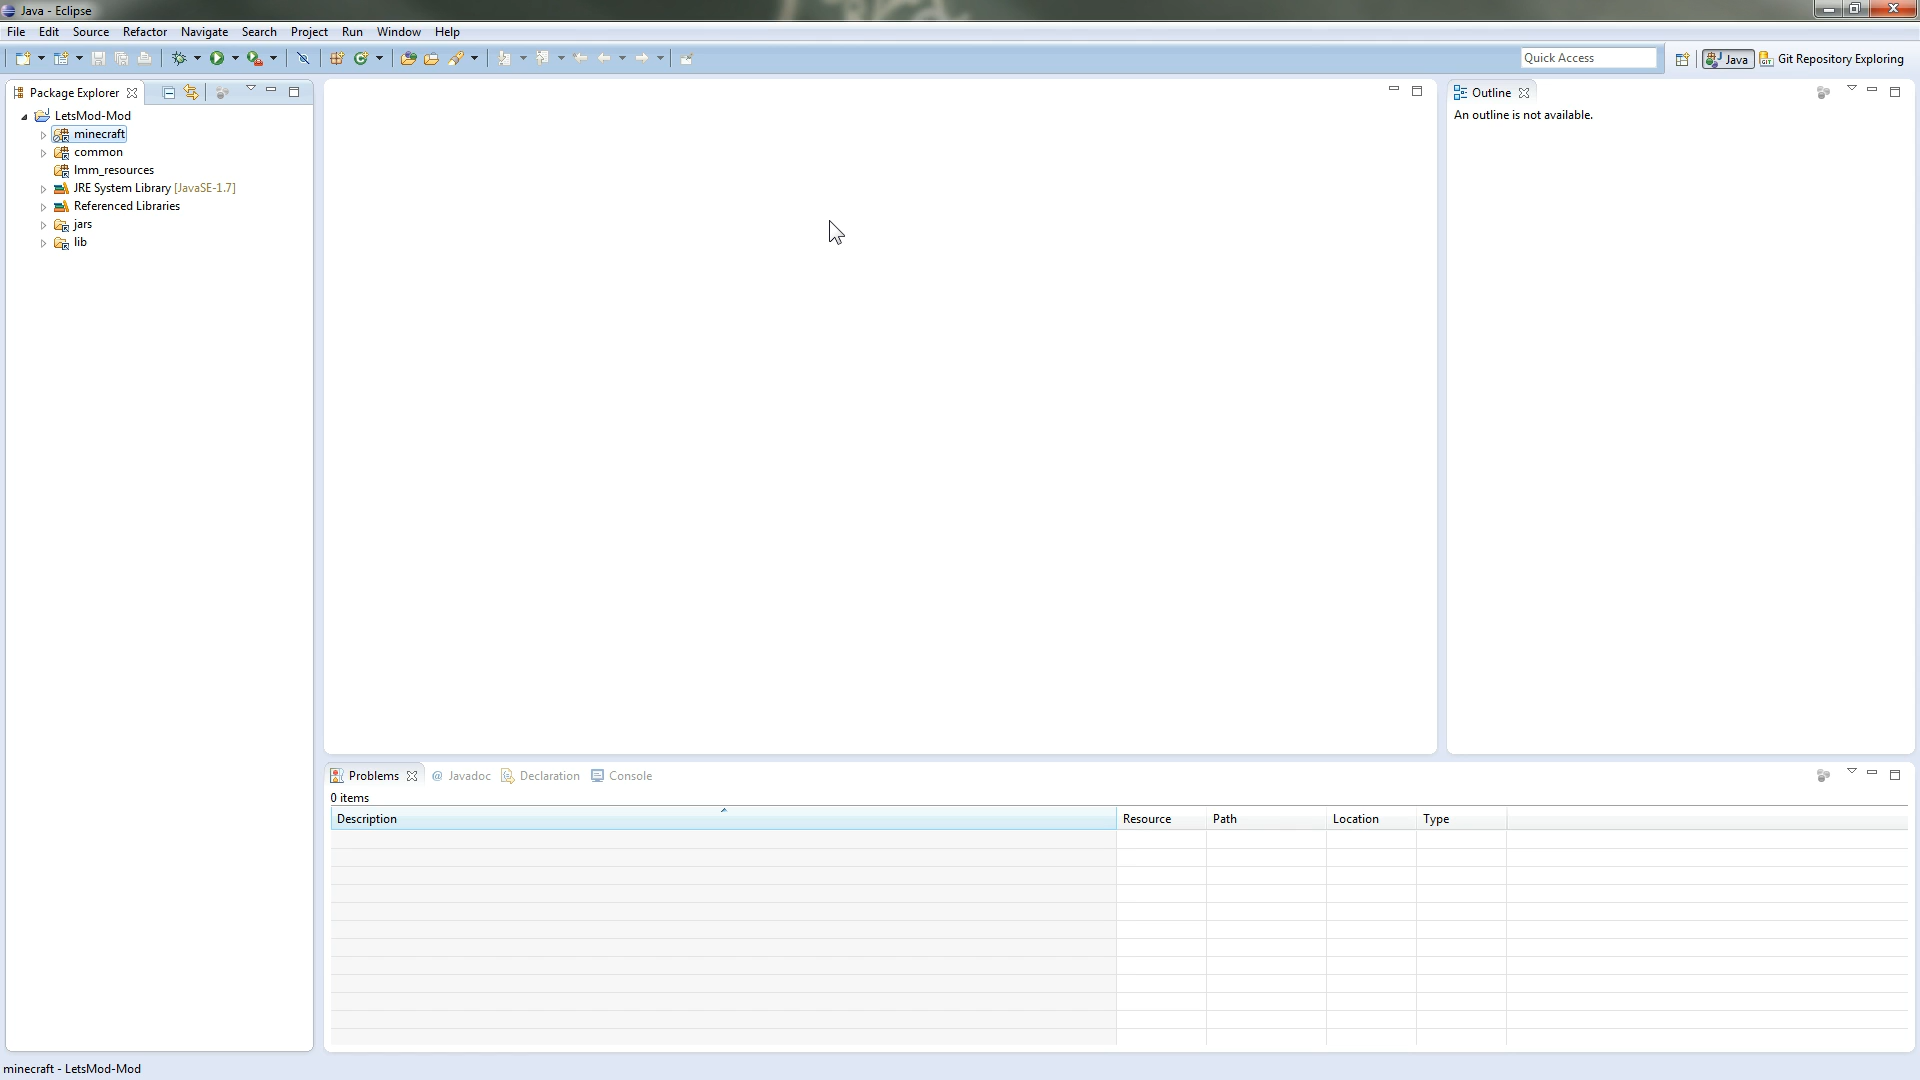 Java - Eclipse
File Edit Source Refactor Navigate Search Project Run Window Help
Quick Access
Java
Git Repository Exploring
Package Explorer
LetsMod-Mod
minecraft
common
lmm_resources
JRE System Library [JavaSE-1.7]
Referenced Libraries
jars
lib
Outline
An outline is not available.
Problems @ Javadoc Declaration Console
0 items
Description Resource Path Location Type
minecraft - LetsMod-Mod